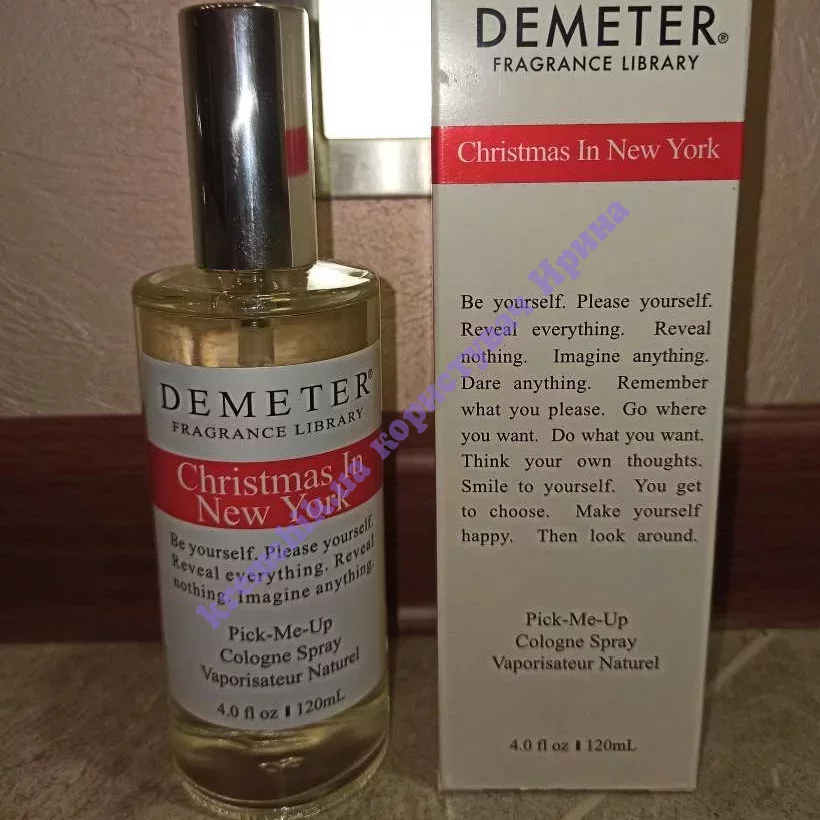 DEMETER®
FRAGRANCE LIBRARY
Christmas In
New York
Be yourself. Please yourself.
Reveal everything. Reveal
nothing. Imagine anything.
Pick-Me-Up
Cologne Spray
Vaporisateur Naturel
4.0 fl oz 120mL
DEMETER®
FRAGRANCE LIBRARY
Christmas In New York
Be yourself. Please yourself.
Reveal everything. Reveal
nothing. Imagine anything.
Dare anything. Remember
what you please. Go where
you want. Do what you want.
Think your own thoughts.
Smile to yourself. You get
to choose. Make yourself
happy. Then look around.
Pick-Me-Up
Cologne Spray
Vaporisateur Naturel
4.0 fl oz 120mL
користувач Ирина